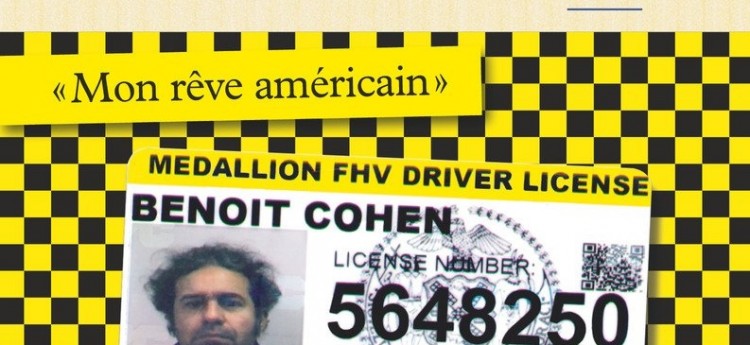 « Mon rêve américain »
MEDALLION FHV DRIVER LICENSE
BENOIT COHEN
LICENSE NUMBER:
5648250